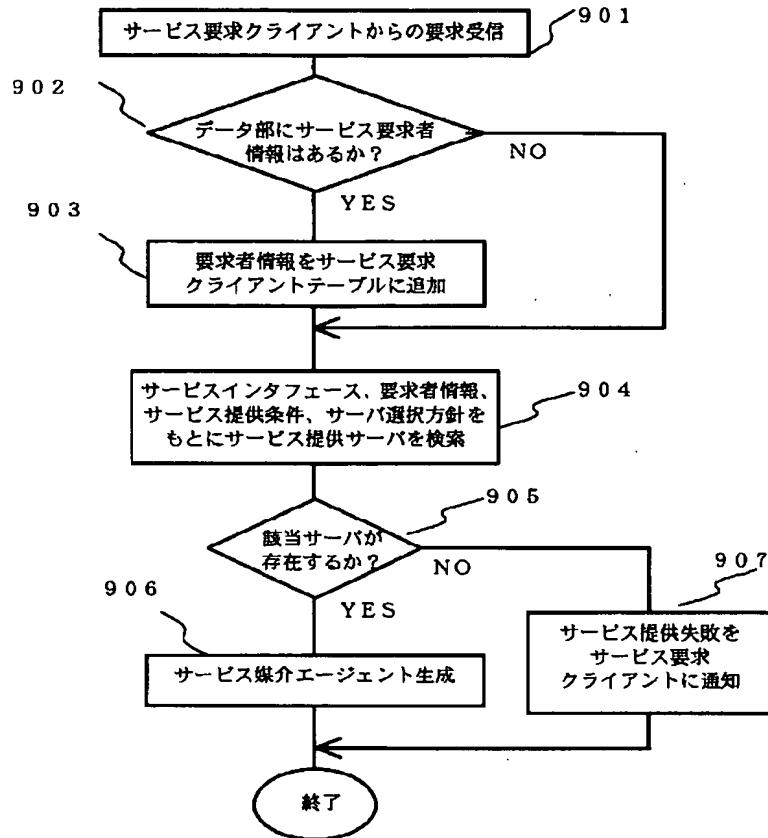 サービス要求クライアントからの要求受信
901
902
データ部にサービス要求者
情報はあるか？
NO
YES
903
要求者情報をサービス要求
クライアントテーブルに追加
サービスインタフェース、要求者情報、
サービス提供条件、サーバ選択方針を
もとにサービス提供サーバを検索
904
905
該当サーバが
存在するか？
NO
YES
906
サービス媒介エージェント生成
907
サービス提供失敗を
サービス要求
クライアントに通知
終了